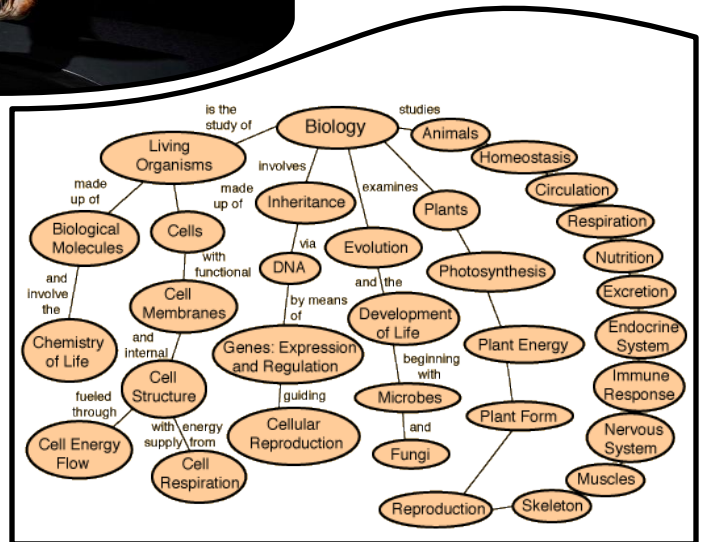 is the
study of
Biology
studies
Animals
Homeostasis
Circulation
Respiration
Nutrition
Excretion
Endocrine
System
Immune
Response
Nervous
System
Muscles
Skeleton
Reproduction
Living
Organisms
made
up of
Biological
Molecules
and
involve
the
Chemistry
of Life
made
up of
Cells
with
functional
Cell
Membranes
and
internal
Cell
Structure
fueled
through
Cell Energy
Flow
with energy
supply from
Cell
Respiration
involves
Inheritance
via
DNA
by means
of
Genes: Expression
and Regulation
guiding
Cellular
Reproduction
examines
Evolution
and the
Development
of Life
beginning
with
Microbes
and
Fungi
Plants
Photosynthesis
Plant Energy
Plant Form